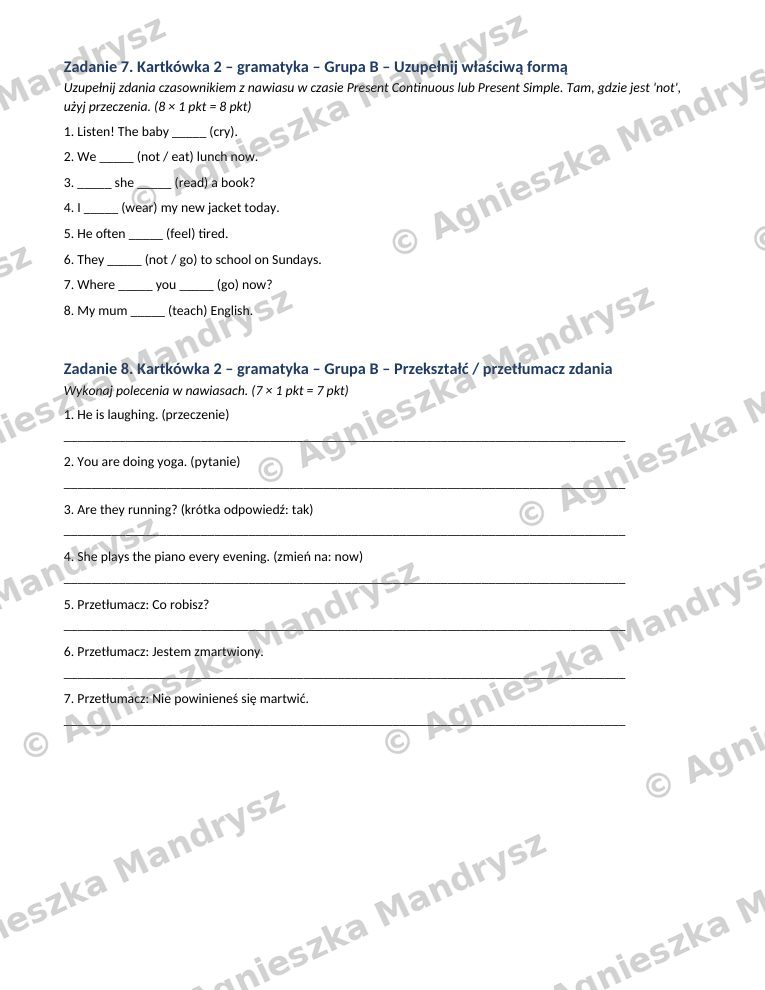 Zadanie 7. Kartkówka 2 – gramatyka – Grupa B – Uzupełnij właściwą formą
Uzupełnij zdania czasownikiem z nawiasu w czasie Present Continuous lub Present Simple. Tam, gdzie jest 'not',
użyj przeczenia. (8 × 1 pkt = 8 pkt)
1. Listen! The baby _____ (cry).
2. We _____ (not / eat) lunch now.
3. _____ she _____ (read) a book?
4. I _____ (wear) my new jacket today.
5. He often _____ (feel) tired.
6. They _____ (not / go) to school on Sundays.
7. Where _____ you _____ (go) now?
8. My mum _____ (teach) English.
Zadanie 8. Kartkówka 2 – gramatyka – Grupa B – Przekształć / przetłumacz zdania
Wykonaj polecenia w nawiasach. (7 × 1 pkt = 7 pkt)
1. He is laughing. (przeczenie)
2. You are doing yoga. (pytanie)
3. Are they running? (krótka odpowiedź: tak)
4. She plays the piano every evening. (zmień na: now)
5. Przetłumacz: Co robisz?
6. Przetłumacz: Jestem zmartwiony.
7. Przetłumacz: Nie powinieneś się martwić.
© Agnieszka Mandrysz